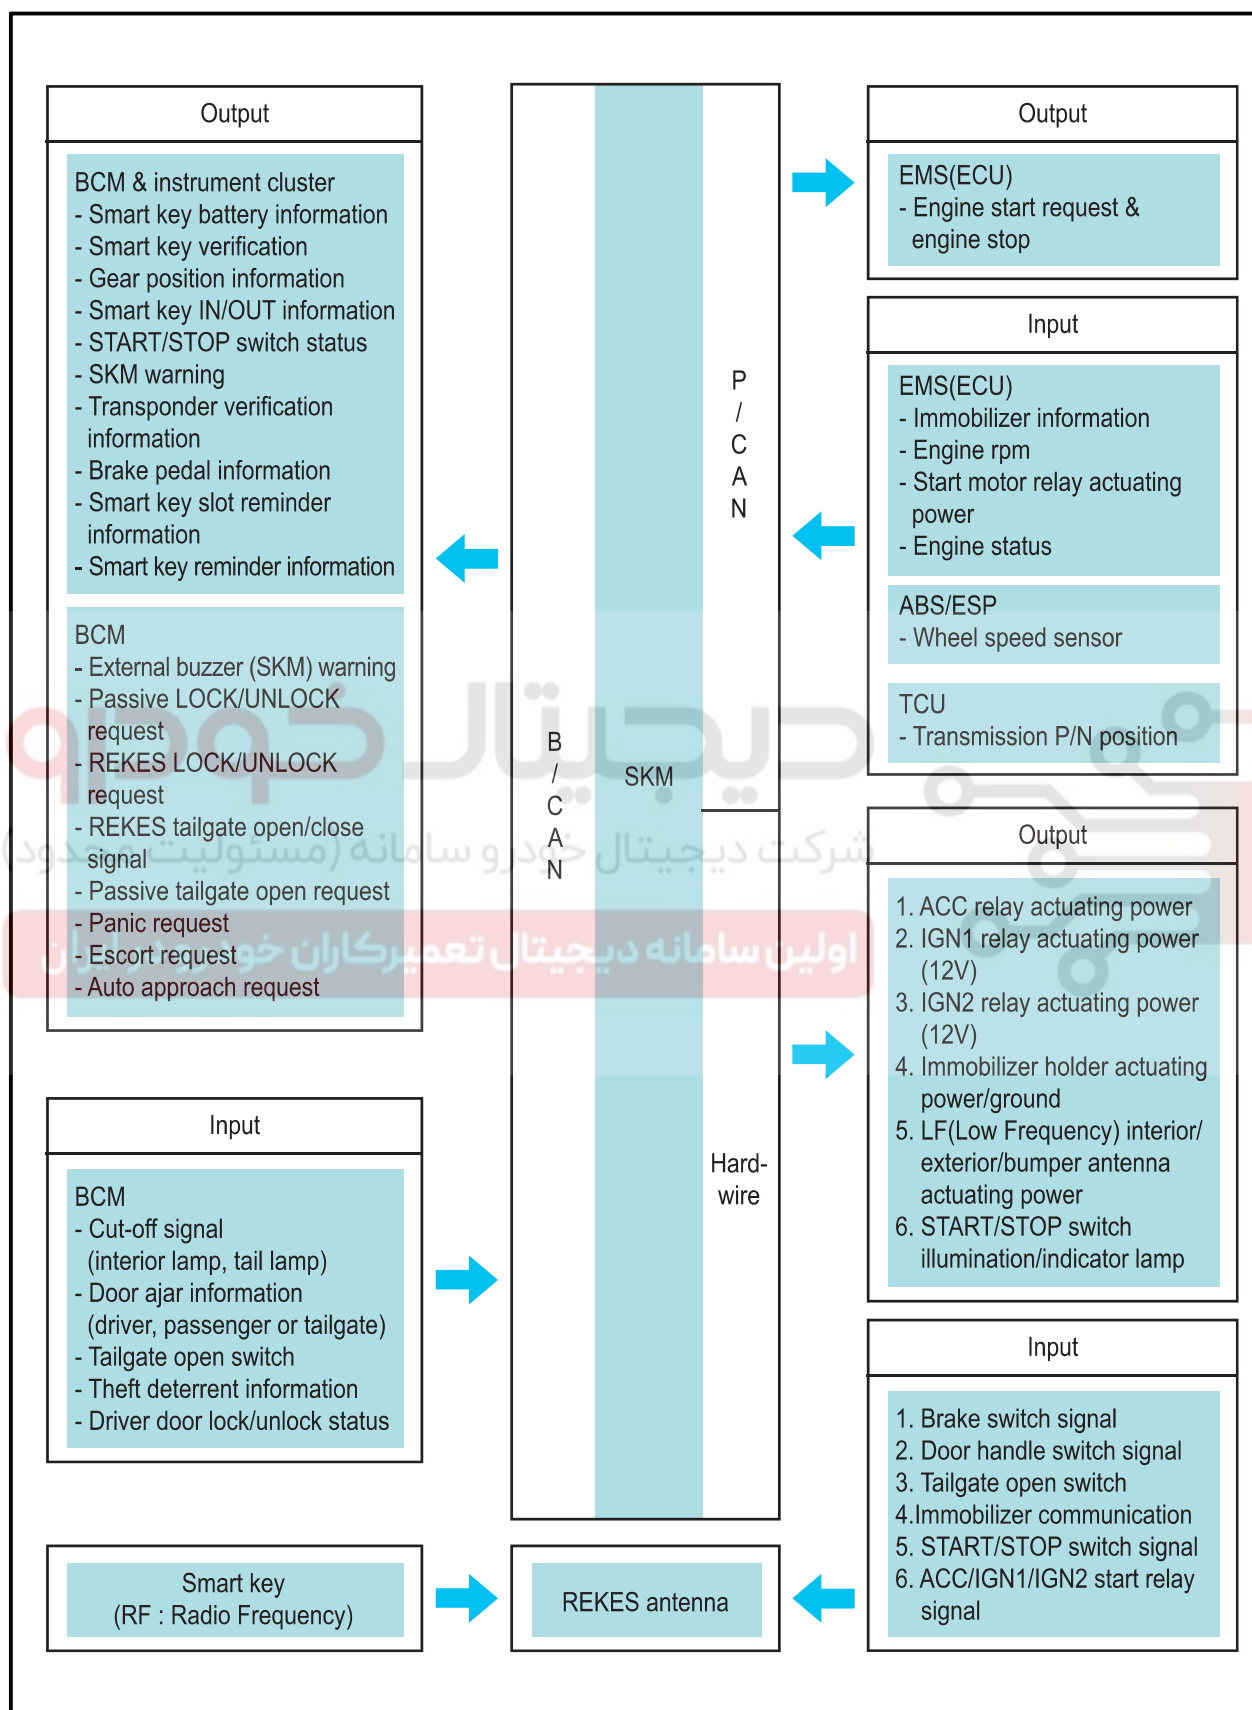 Output
BCM & instrument cluster
- Smart key battery information
- Smart key verification
- Gear position information
- Smart key IN/OUT information
- START/STOP switch status
- SKM warning
- Transponder verification
information
- Brake pedal information
- Smart key slot reminder
information
- Smart key reminder information
BCM
- External buzzer (SKM) warning
- Passive LOCK/UNLOCK
request
- REKES LOCK/UNLOCK
request
- REKES tailgate open/close
signal
- Passive tailgate open request
- Panic request
- Escort request
- Auto approach request
Input
BCM
- Cut-off signal
(interior lamp, tail lamp)
- Door ajar information
(driver, passenger or tailgate)
- Tailgate open switch
- Theft deterrent information
- Driver door lock/unlock status
Smart key
(RF : Radio Frequency)
B/CAN
SKM
P/CAN
Hard-
wire
REKES antenna
Output
EMS(ECU)
- Engine start request &
engine stop
Input
EMS(ECU)
- Immobilizer information
- Engine rpm
- Start motor relay actuating
power
- Engine status
ABS/ESP
- Wheel speed sensor
TCU
- Transmission P/N position
Output
1. ACC relay actuating power
2. IGN1 relay actuating power
(12V)
3. IGN2 relay actuating power
(12V)
4. Immobilizer holder actuating
power/ground
5. LF(Low Frequency) interior/
exterior/bumper antenna
actuating power
6. START/STOP switch
illumination/indicator lamp
Input
1. Brake switch signal
2. Door handle switch signal
3. Tailgate open switch
4.Immobilizer communication
5. START/STOP switch signal
6. ACC/IGN1/IGN2 start relay
signal
دیجیتال خودرو
شرکت دیجیتال خودرو سامانه (مسئولیت محدود)
اولین سامانه دیجیتال تعمیرکاران خودرو در ایران